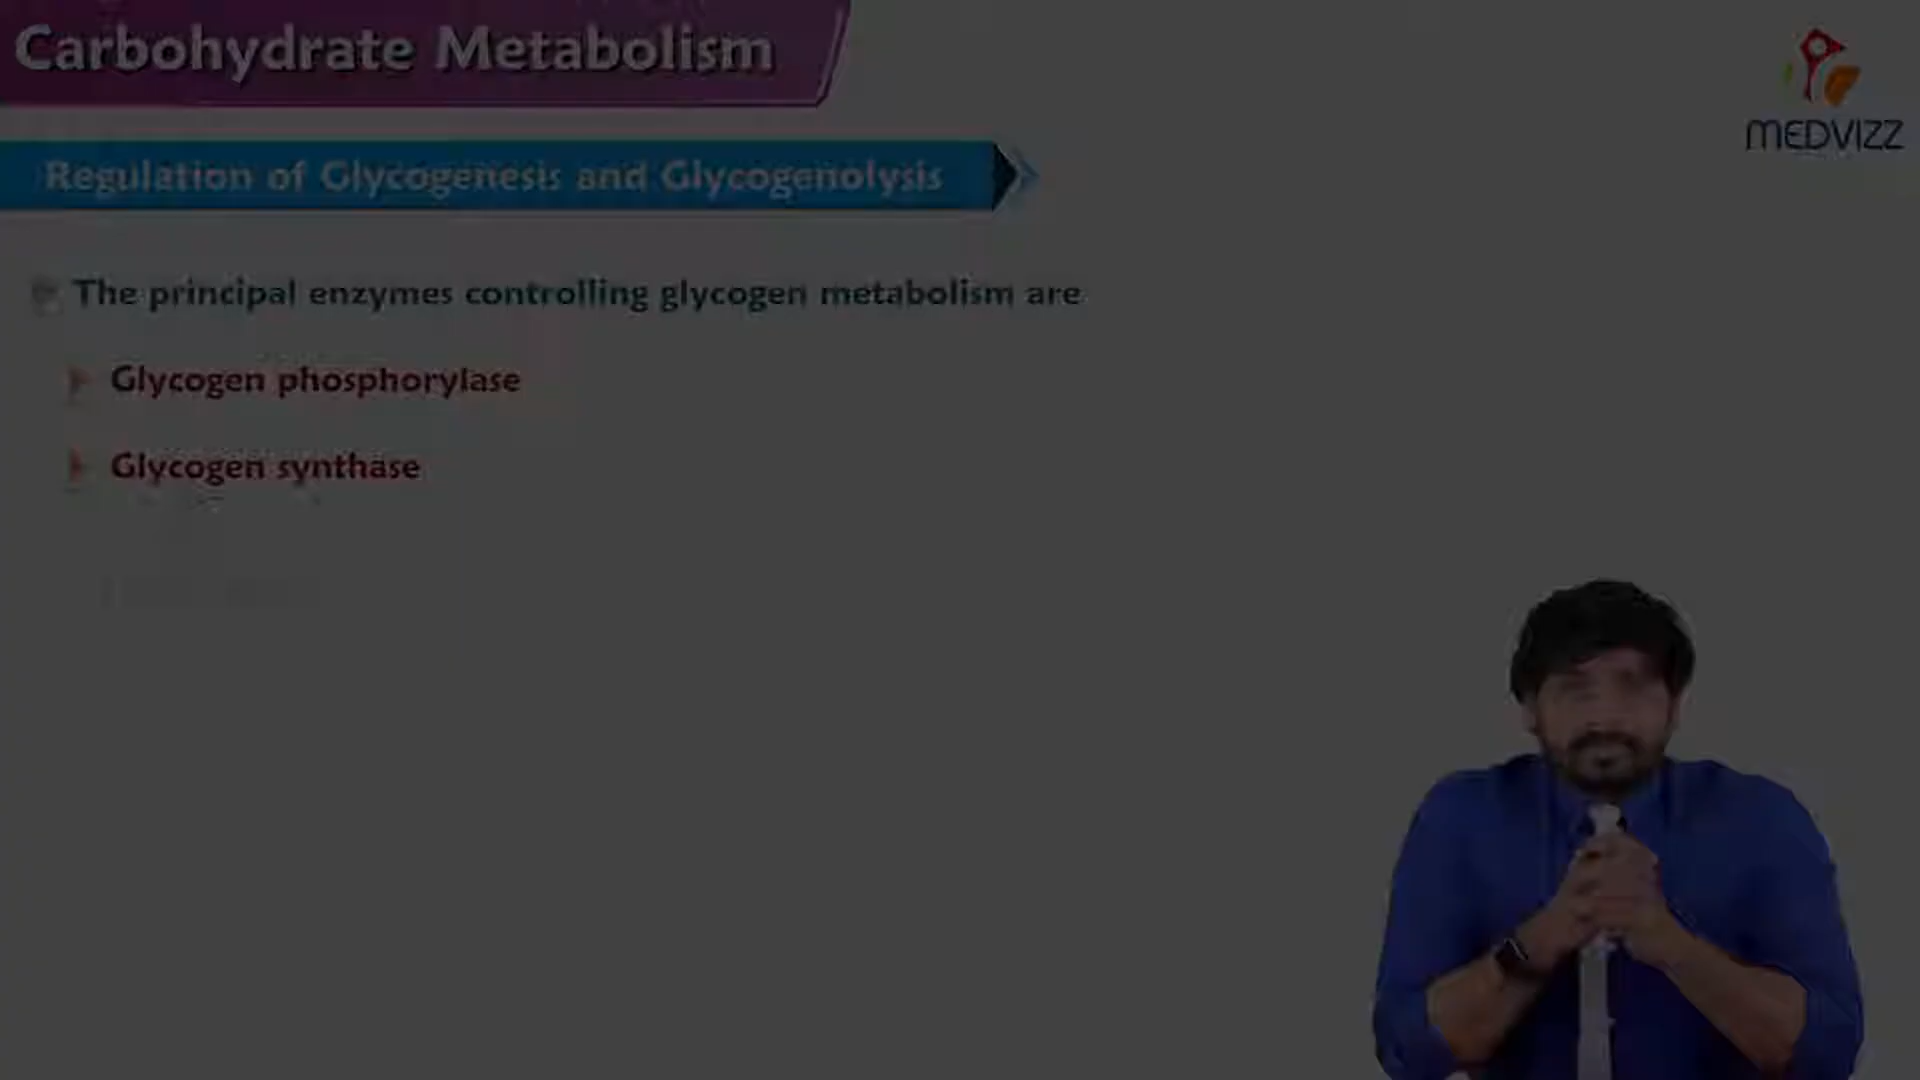 Carbohydrate Metabolism
MEDVIZZ
Regulation of Glycogenesis and Glycogenolysis
The principal enzymes controlling glycogen metabolism are
Glycogen phosphorylase
Glycogen synthase